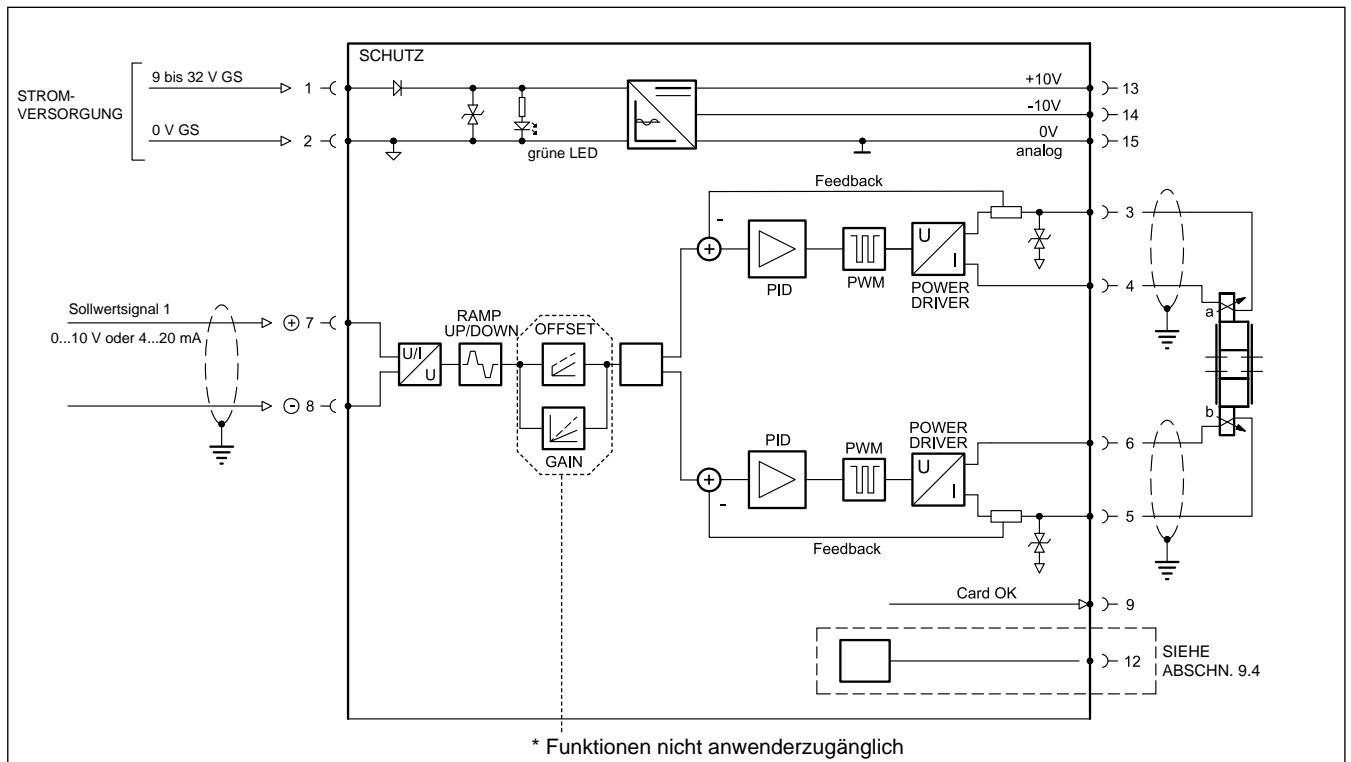 SCHUTZ
STROM-
VERSORGUNG
9 bis 32 V GS
1
0 V GS
2
grüne LED
+10V
13
-10V
14
0V
analog
15
Feedback
-
PID
PWM
U
I
POWER
DRIVER
3
4
a
Sollwertsignal 1
0...10 V oder 4...20 mA
+ 7
- 8
U/I
U
RAMP
UP/DOWN
OFFSET
GAIN
+
b
PID
PWM
POWER
DRIVER
U
I
6
5
+
-
Feedback
Card OK
9
12
SIEHE
ABSCHN. 9.4
* Funktionen nicht anwenderzugänglich